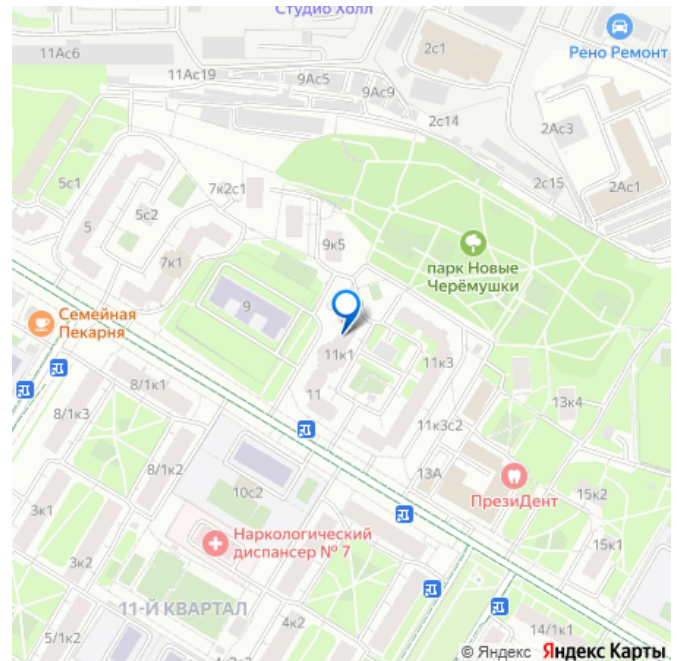 Студио Холл
11Ас6
2с1
Рено Ремонт
11Ас19
9Ас5
9Ас9
2с14
2Ас3
5с1
7к2с1
2с15
2Ас1
5с2
5
9к5
7к1
парк Новые
Черёмушки
9
Семейная
Пекарня
11к1
11к3
8/1к1
11
13к4
8/1к3
11к3с2
8/1к2
13А
ПрезиДент
10с2
15к2
3к1
Наркологический
диспансер № 7
15к1
3к2
11-Й КВАРТАЛ
4к2
5/1к2
14/1к1
© Яндекс Яндекс Карты